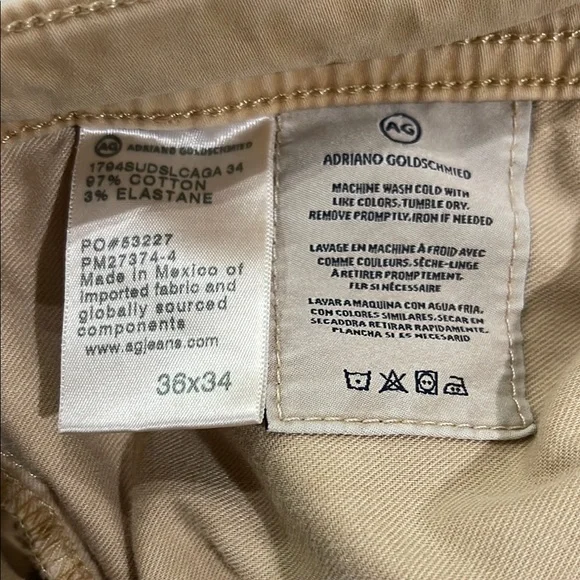 AG ADRIANO GOLDSCHMIED
1794SUDSLCAGA 34
97% COTTON
3% ELASTANE
PO#53227
PM27374-4
Made in Mexico of
imported fabric and
globally sourced
components
www.agjeans.com
36x34
AG
ADRIANO GOLDSCHMIED
MACHINE WASH COLD WITH
LIKE COLORS. TUMBLE DRY.
REMOVE PROMPTLY. IRON IF NEEDED
LAVAGE EN MACHINE À FROID AVEC
COMME COULEURS. SÈCHE-LINGE
À RETIRER PROMPTEMENT.
FER SI NÉCESSAIRE
LAVAR A MAQUINA CON AGUA FRIA,
CON COLORES SIMILARES. SECAR EN
SECADORA RETIRAR RAPIDAMENTE.
PLANCHA SI ES NECESARIO